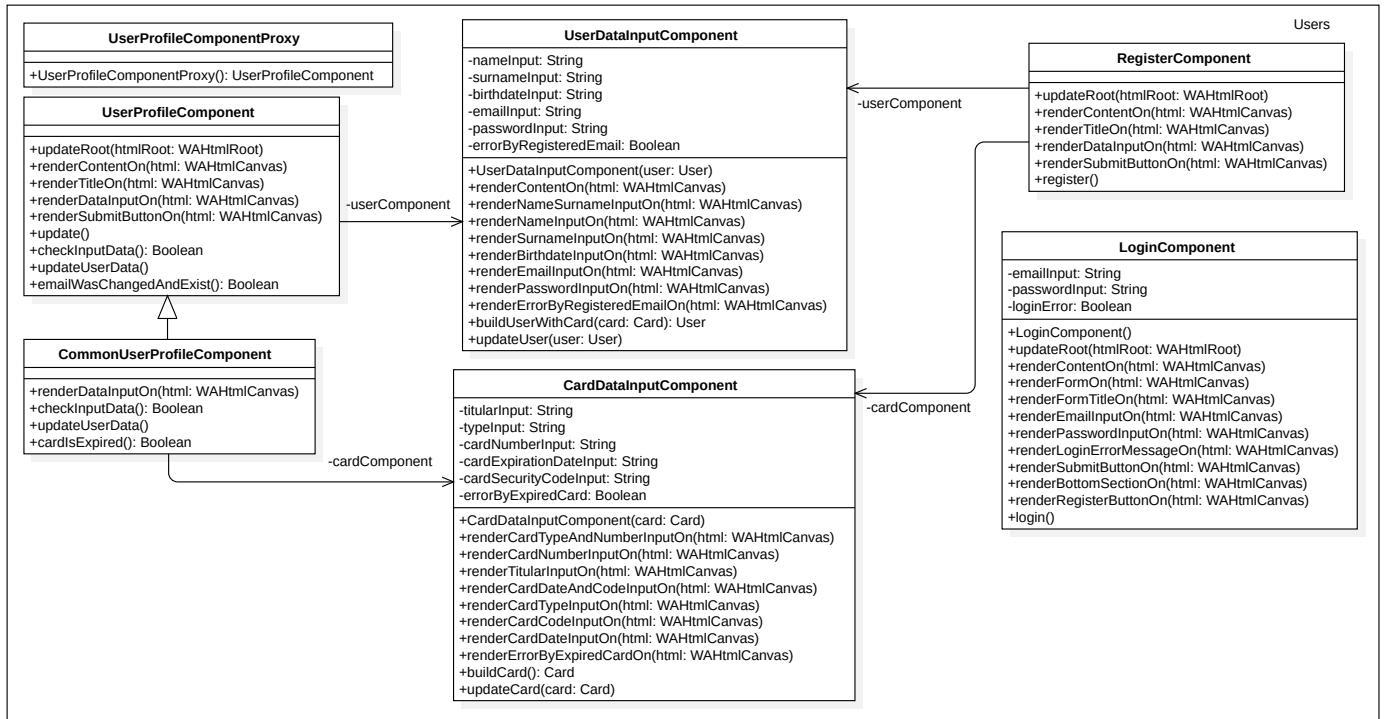 Users
UserProfileComponentProxy
+UserProfileComponentProxy(): UserProfileComponent
UserProfileComponent
+updateRoot(htmlRoot: WAHtmlRoot)
+renderContentOn(html: WAHtmlCanvas)
+renderTitleOn(html: WAHtmlCanvas)
+renderDataInputOn(html: WAHtmlCanvas)
+renderSubmitButtonOn(html: WAHtmlCanvas)
+update()
+checkInputData(): Boolean
+updateUserData()
+emailWasChangedAndExist(): Boolean
-userComponent
CommonUserProfileComponent
+renderDataInputOn(html: WAHtmlCanvas)
+checkInputData(): Boolean
+updateUserData()
+cardIsExpired(): Boolean
-cardComponent
UserDataInputComponent
-nameInput: String
-surnameInput: String
-birthdateInput: String
-emailInput: String
-passwordInput: String
-errorByRegisteredEmail: Boolean
+UserDataInputComponent(user: User)
+renderContentOn(html: WAHtmlCanvas)
+renderNameSurnameInputOn(html: WAHtmlCanvas)
+renderNameInputOn(html: WAHtmlCanvas)
+renderSurnameInputOn(html: WAHtmlCanvas)
+renderBirthdateInputOn(html: WAHtmlCanvas)
+renderEmailInputOn(html: WAHtmlCanvas)
+renderPasswordInputOn(html: WAHtmlCanvas)
+renderErrorByRegisteredEmailOn(html: WAHtmlCanvas)
+buildUserWithCard(card: Card): User
+updateUser(user: User)
CardDataInputComponent
-titularInput: String
-typeInput: String
-cardNumberInput: String
-cardExpirationDateInput: String
-cardSecurityCodeInput: String
-errorByExpiredCard: Boolean
+CardDataInputComponent(card: Card)
+renderCardTypeAndNumberInputOn(html: WAHtmlCanvas)
+renderCardNumberInputOn(html: WAHtmlCanvas)
+renderTitularInputOn(html: WAHtmlCanvas)
+renderCardDateAndCodeInputOn(html: WAHtmlCanvas)
+renderCardTypeInputOn(html: WAHtmlCanvas)
+renderCardCodeInputOn(html: WAHtmlCanvas)
+renderCardDateInputOn(html: WAHtmlCanvas)
+renderErrorByExpiredCardOn(html: WAHtmlCanvas)
+buildCard(): Card
+updateCard(card: Card)
-userComponent
-cardComponent
RegisterComponent
+updateRoot(htmlRoot: WAHtmlRoot)
+renderContentOn(html: WAHtmlCanvas)
+renderTitleOn(html: WAHtmlCanvas)
+renderDataInputOn(html: WAHtmlCanvas)
+renderSubmitButtonOn(html: WAHtmlCanvas)
+register()
LoginComponent
-emailInput: String
-passwordInput: String
-loginError: Boolean
+LoginComponent()
+updateRoot(htmlRoot: WAHtmlRoot)
+renderContentOn(html: WAHtmlCanvas)
+renderFormOn(html: WAHtmlCanvas)
+renderFormTitleOn(html: WAHtmlCanvas)
+renderEmailInputOn(html: WAHtmlCanvas)
+renderPasswordInputOn(html: WAHtmlCanvas)
+renderLoginErrorMessageOn(html: WAHtmlCanvas)
+renderSubmitButtonOn(html: WAHtmlCanvas)
+renderBottomSectionOn(html: WAHtmlCanvas)
+renderRegisterButtonOn(html: WAHtmlCanvas)
+login()